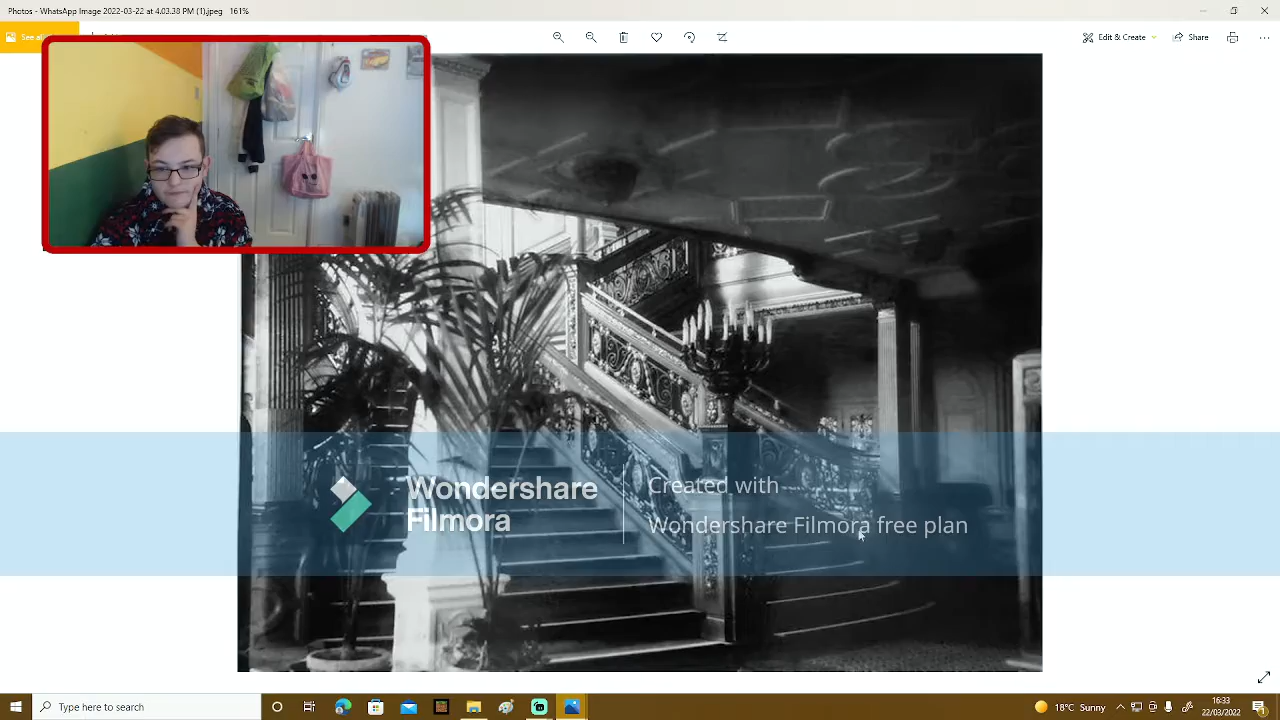 Photos - WhatsApp Image 2022-03-22 at 4.03.38 PM (1).jpeg 161%
Edit & Create
Share
Wondershare
Filmora
Created with
Wondershare Filmora free plan
Type here to search
18°C Sunny
16:33
22/03/2022